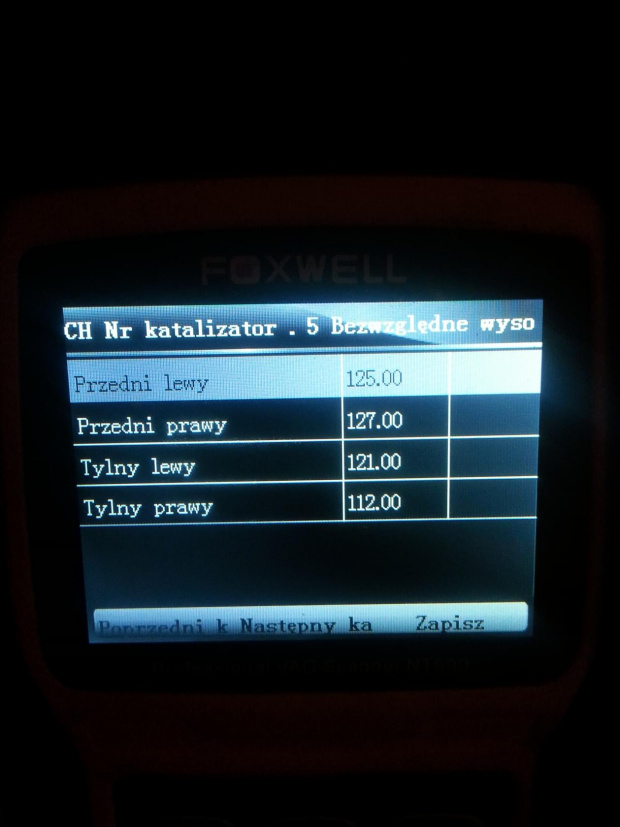 FOXWELL
CH Nr katalizator . 5 Bezwzględne wyso
Przedni lewy 125.00
Przedni prawy 127.00
Tylny lewy 121.00
Tylny prawy 112.00
Poprzedni k Następny ka Zapisz